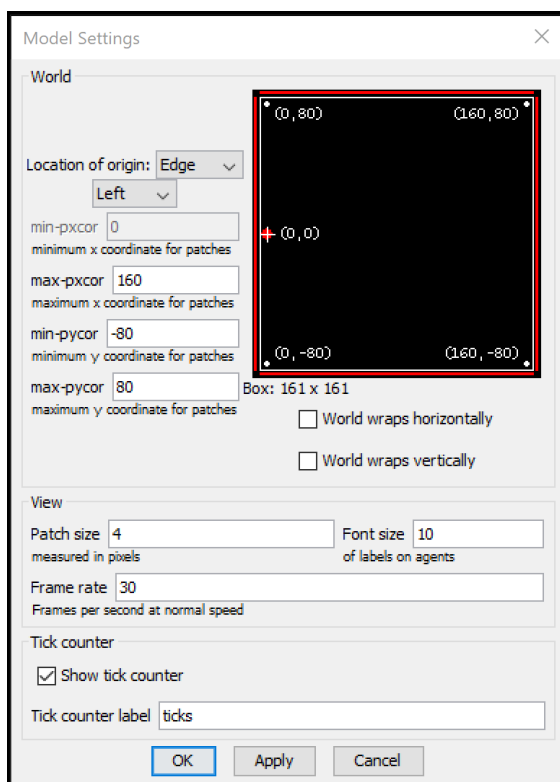 Model Settings
World
(0,80) (160,80)
Location of origin: Edge
Left
min-pxcor 0
(0,0)
minimum x coordinate for patches
max-pxcor 160
maximum x coordinate for patches
min-pycor -80
minimum y coordinate for patches
(0,-80) (160,-80)
max-pycor 80
Box: 161 x 161
maximum y coordinate for patches
World wraps horizontally
World wraps vertically
View
Patch size 4 Font size 10
measured in pixels of labels on agents
Frame rate 30
Frames per second at normal speed
Tick counter
Show tick counter
Tick counter label ticks
OK Apply Cancel